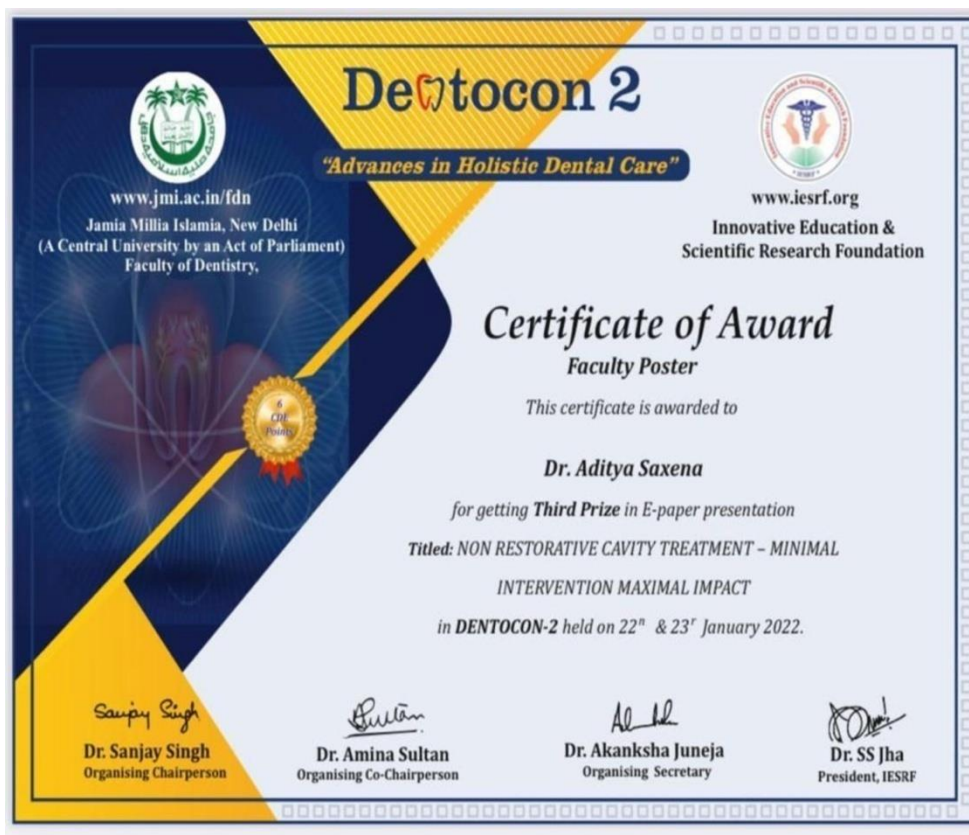 Dentocon 2
"Advances in Holistic Dental Care"
www.jmi.ac.in/fdn
Jamia Millia Islamia, New Delhi
(A Central University by an Act of Parliament)
Faculty of Dentistry,
www.iesrf.org
Innovative Education &
Scientific Research Foundation
Certificate of Award
Faculty Poster
This certificate is awarded to
6
CDE
Points
Dr. Aditya Saxena
for getting Third Prize in E-paper presentation
Titled: NON RESTORATIVE CAVITY TREATMENT – MINIMAL
INTERVENTION MAXIMAL IMPACT
in DENTOCON-2 held on 22ⁿ & 23ʳ January 2022.
Sanjay Singh
Dr. Sanjay Singh
Organising Chairperson
Dr. Amina Sultan
Organising Co-Chairperson
Dr. Akanksha Juneja
Organising Secretary
Dr. SS Jha
President, IESRF